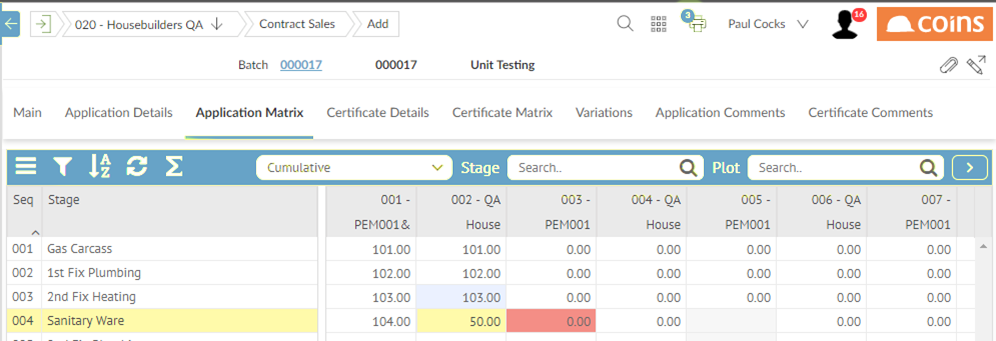 020 - Housebuilders QA ↓ Contract Sales Add 3 Paul Cocks 16 coins
Batch 000017 000017 Unit Testing
Main Application Details Application Matrix Certificate Details Certificate Matrix Variations Application Comments Certificate Comments
A Z Σ Cumulative Stage Search.. Plot Search..
Seq Stage 001 - 002 - QA 003 - 004 - QA 005 - 006 - QA 007 -
PEM001& House PEM001 House PEM001 House PEM001
001 Gas Carcass 101.00 101.00 0.00 0.00 0.00 0.00 0.00
002 1st Fix Plumbing 102.00 102.00 0.00 0.00 0.00 0.00 0.00
003 2nd Fix Heating 103.00 103.00 0.00 0.00 0.00 0.00 0.00
004 Sanitary Ware 104.00 50.00 0.00 0.00 0.00 0.00